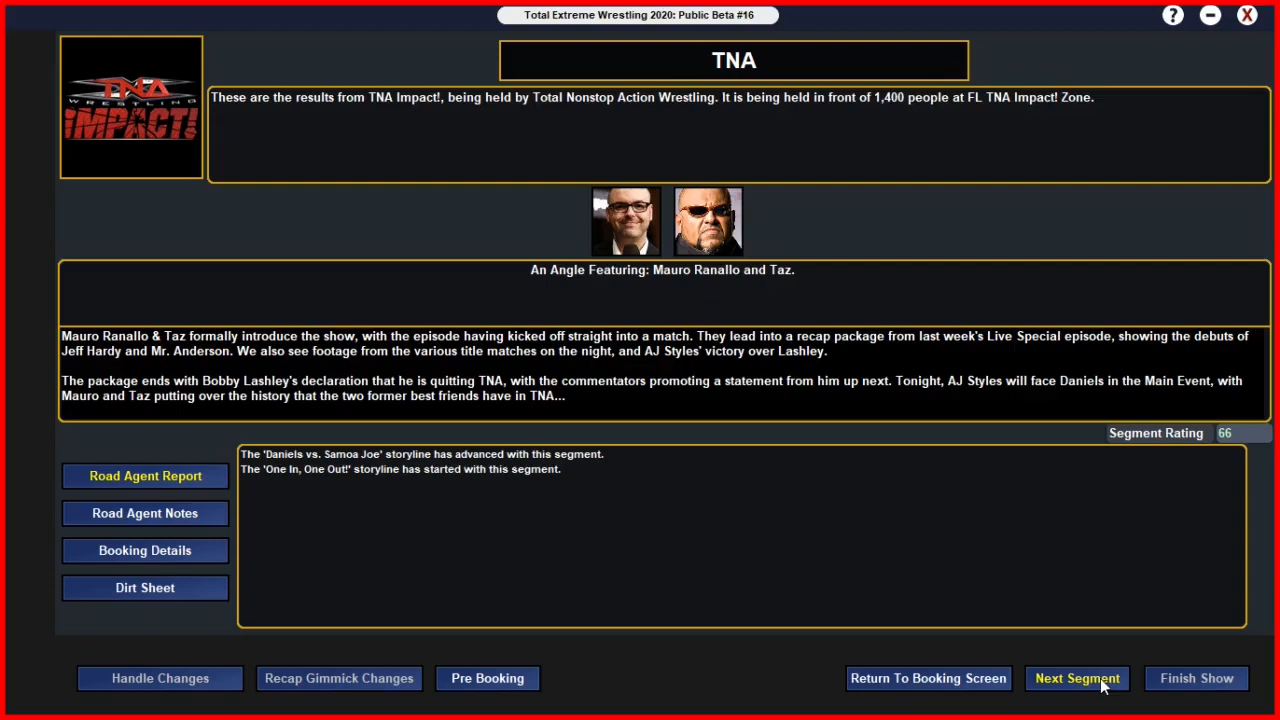 Total Extreme Wrestling 2020: Public Beta #16
? – X
TNA
TNA
WRESTLING
IMPACT!
These are the results from TNA Impact!, being held by Total Nonstop Action Wrestling. It is being held in front of 1,400 people at FL TNA Impact! Zone.
An Angle Featuring: Mauro Ranallo and Taz.
Mauro Ranallo & Taz formally introduce the show, with the episode having kicked off straight into a match. They lead into a recap package from last week's Live Special episode, showing the debuts of
Jeff Hardy and Mr. Anderson. We also see footage from the various title matches on the night, and AJ Styles' victory over Lashley.
The package ends with Bobby Lashley's declaration that he is quitting TNA, with the commentators promoting a statement from him up next. Tonight, AJ Styles will face Daniels in the Main Event, with
Mauro and Taz putting over the history that the two former best friends have in TNA...
Segment Rating 66
The 'Daniels vs. Samoa Joe' storyline has advanced with this segment.
The 'One In, One Out!' storyline has started with this segment.
Road Agent Report
Road Agent Notes
Booking Details
Dirt Sheet
Handle Changes
Recap Gimmick Changes
Pre Booking
Return To Booking Screen
Next Segment
Finish Show